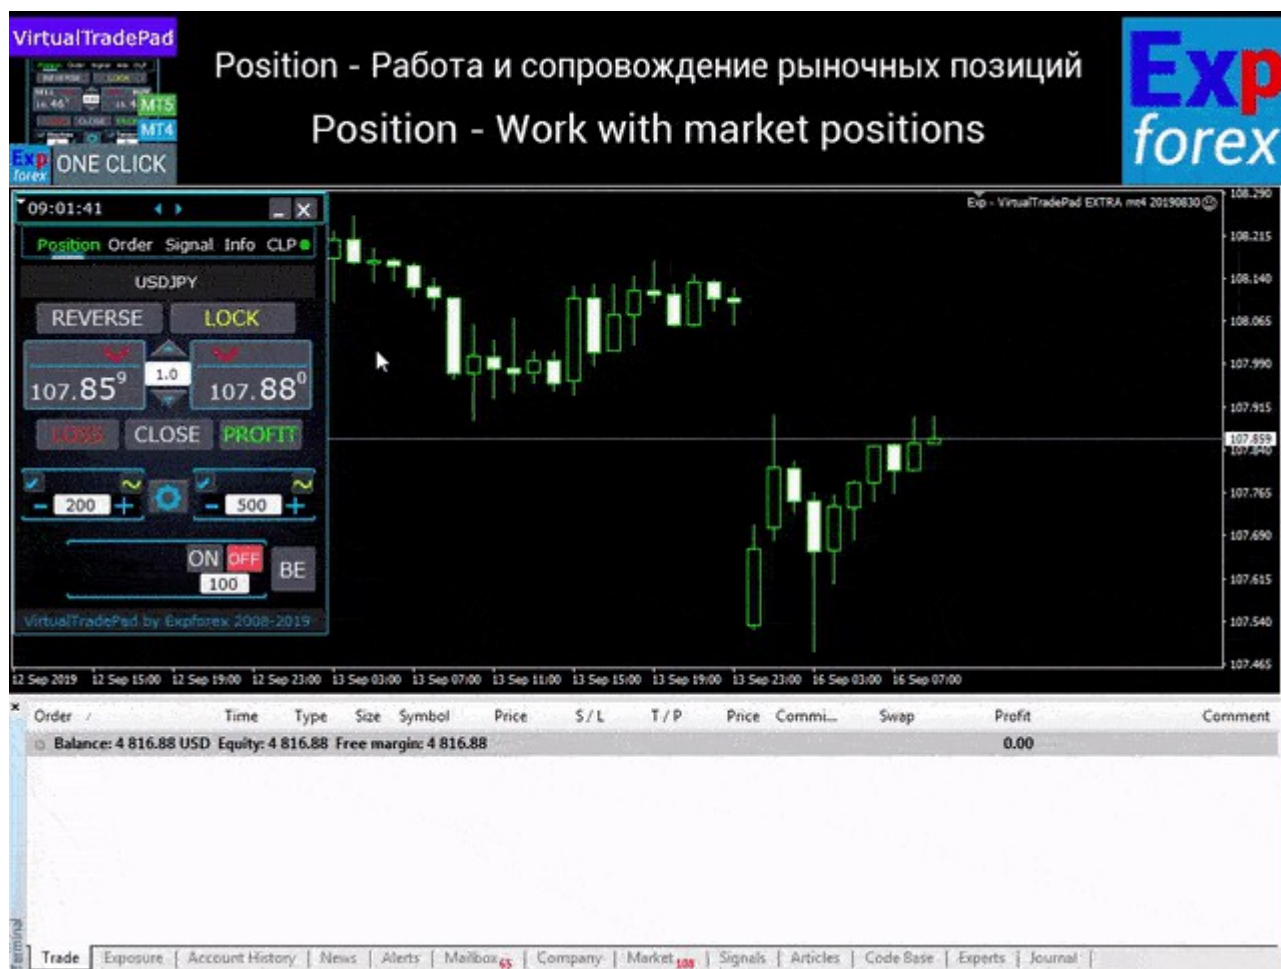 VirtualTradePad
MT5
MT4
Exp
forex
ONE CLICK
Position - Работа и сопровождение рыночных позиций
Position - Work with market positions
Exp
forex
09:01:41
Position Order Signal Info CLP
USDJPY
REVERSE LOCK
107.85⁹ 1.0 107.88⁰
LOSS CLOSE PROFIT
- 200 + - 500 +
ON OFF
100
BE
VirtualTradePad by Expforex 2008-2019
Exp - VirtualTradePad EXTRA mt4 20190830
108.290
108.215
108.140
108.065
107.990
107.915
107.859
107.840
107.765
107.690
107.615
107.540
107.465
12 Sep 2019 12 Sep 15:00 12 Sep 19:00 12 Sep 23:00 13 Sep 03:00 13 Sep 07:00 13 Sep 11:00 13 Sep 15:00 13 Sep 19:00 13 Sep 23:00 16 Sep 03:00 16 Sep 07:00
Order / Time Type Size Symbol Price S / L T / P Price Commi... Swap Profit Comment
Balance: 4 816.88 USD Equity: 4 816.88 Free margin: 4 816.88 0.00
Trade | Exposure | Account History | News | Alerts | Mailbox 65 | Company | Market 108 | Signals | Articles | Code Base | Experts | Journal |